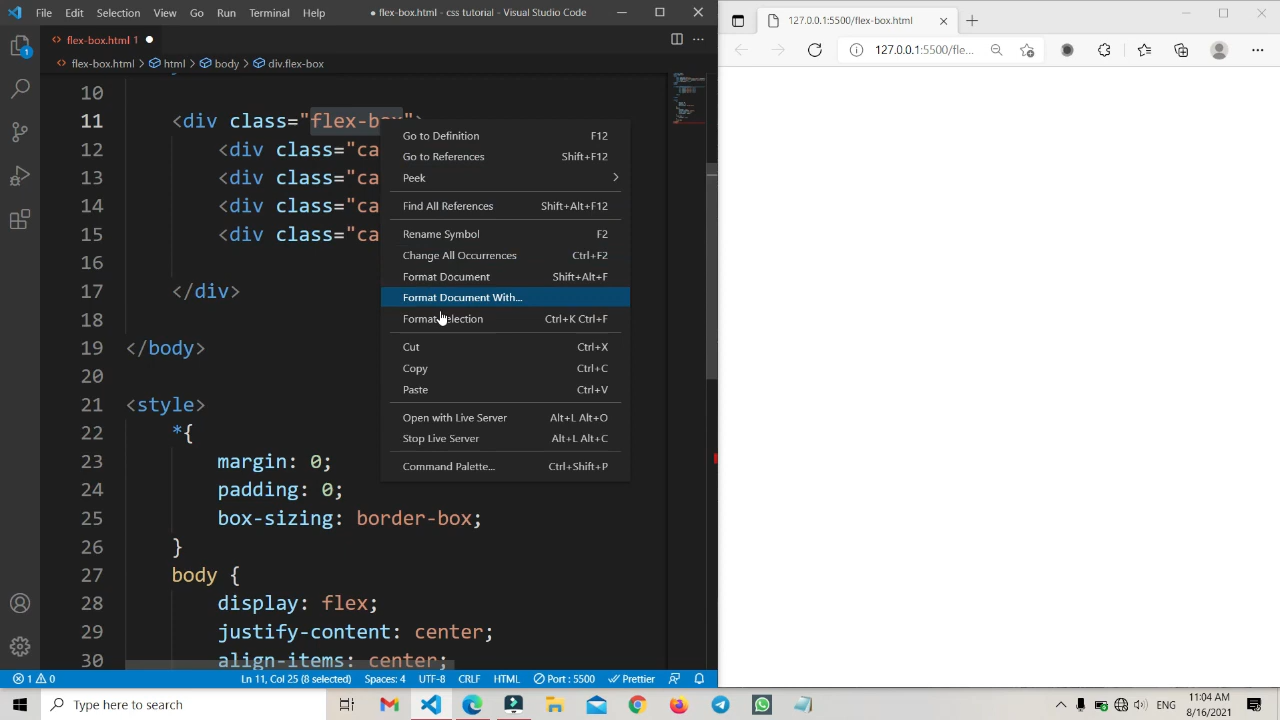 File Edit Selection View Go Run Terminal Help
● flex-box.html - css tutorial - Visual Studio Code
127.0.0.1:5500/flex-box.html
flex-box.html 1 ●
127.0.0.1:5500/fle...
flex-box.html > html > body > div.flex-box
1
10
11 <div class="flex-box">
12 <div class="ca
13 <div class="ca
14 <div class="ca
15 <div class="ca
16
17 </div>
18
19 </body>
20
21 <style>
22 *{
23 margin: 0;
24 padding: 0;
25 box-sizing: border-box;
26 }
27 body {
28 display: flex;
29 justify-content: center;
30 align-items: center;
Go to Definition F12
Go to References Shift+F12
Peek >
Find All References Shift+Alt+F12
Rename Symbol F2
Change All Occurrences Ctrl+F2
Format Document Shift+Alt+F
Format Document With...
Format Selection Ctrl+K Ctrl+F
Cut Ctrl+X
Copy Ctrl+C
Paste Ctrl+V
Open with Live Server Alt+L Alt+O
Stop Live Server Alt+L Alt+C
Command Palette... Ctrl+Shift+P
1 0 Ln 11, Col 25 (8 selected) Spaces: 4 UTF-8 CRLF HTML Port : 5500 Prettier
Type here to search
ENG
11:04 AM
8/16/2021